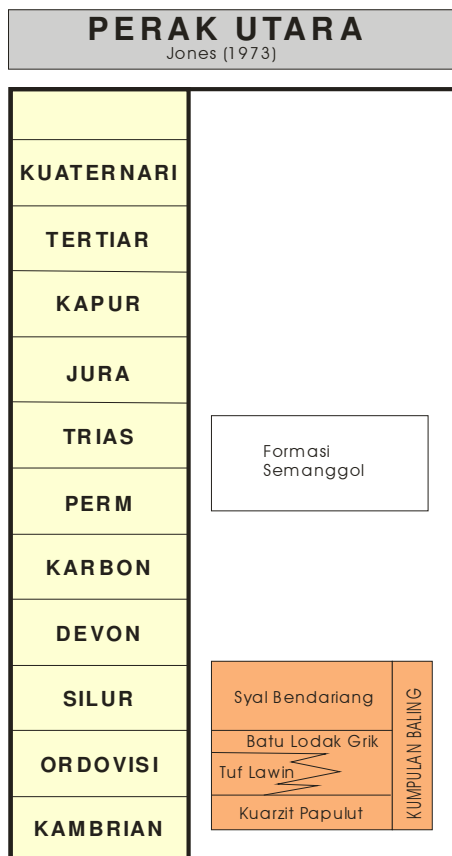 PERAK UTARA
Jones (1973)
KUATERNARI
TERTIAR
KAPUR
JURA
TRIAS
Formasi
Semanggol
PERM
KARBON
DEVON
SILUR
Syal Bendariang
KUMPULAN BALING
Batu Lodak Grik
ORDOVISI
Tuf Lawin
Kuarzit Papulut
KAMBRIAN